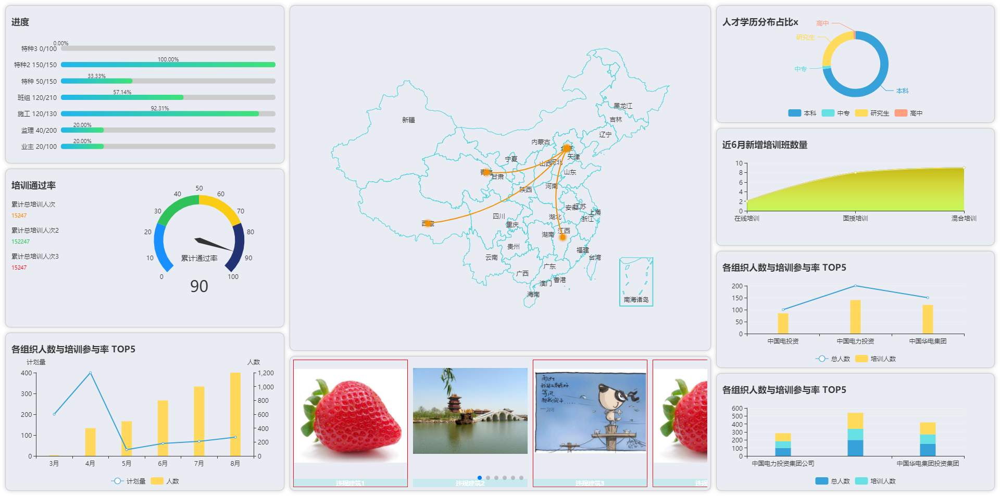 进度
0.00%
特种3 0/100
100.00%
特种2 150/150
33.33%
特种 50/150
57.14%
班组 120/210
92.31%
施工 120/130
20.00%
监理 40/200
20.00%
业主 20/100
培训通过率
累计总培训人次
15247
累计总培训人次2
152247
累计总培训人次3
15247
0
10
20
30
40
50
60
70
80
90
100
累计通过率
90
各组织人数与培训参与率 TOP5
计划量
人数
400
300
200
100
0
1,200
1,000
800
600
400
200
0
3月
4月
5月
6月
7月
8月
计划量
人数
黑龙江
新疆
吉林
辽宁
内蒙古
北京
天津
宁夏
山西
河北
青海
甘肃
山东
河南
陕西
安徽
江苏
上海
四川
湖北
浙江
西藏
重庆
湖南
江西
贵州
福建
云南
台湾
广东
广西
香港
澳门
海南
南海诸岛
等风
违规建筑1
违规建筑2
违规建筑3
违规
人才学历分布占比x
高中
研究生
中专
本科
本科
中专
研究生
高中
近6月新增培训班数量
10
8
6
4
2
0
在线培训
面授培训
混合培训
各组织人数与培训参与率 TOP5
200
150
100
50
0
中国电投资
中国电力投资
中国华电集团
总人数
培训人数
各组织人数与培训参与率 TOP5
600
500
400
300
200
100
0
中国电力投资集团公司
中国华电集团投资集团
总人数
培训人数